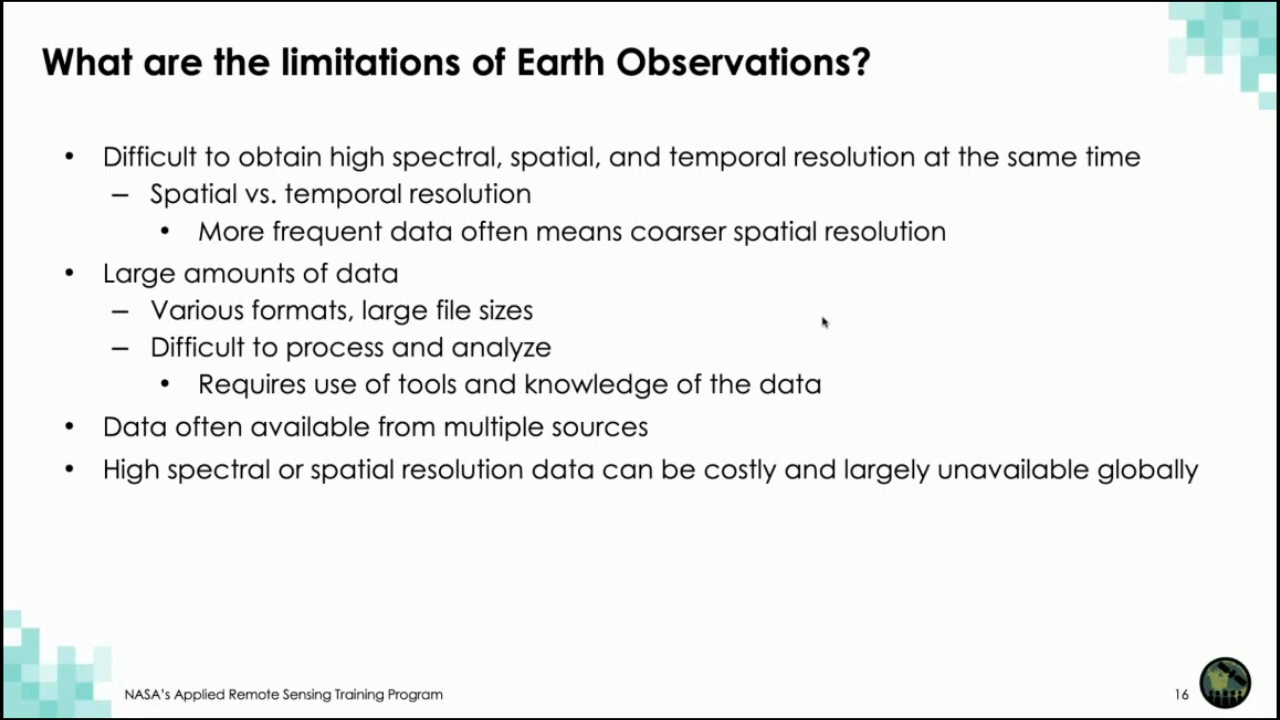 What are the limitations of Earth Observations?
• Difficult to obtain high spectral, spatial, and temporal resolution at the same time
– Spatial vs. temporal resolution
• More frequent data often means coarser spatial resolution
• Large amounts of data
– Various formats, large file sizes
– Difficult to process and analyze
• Requires use of tools and knowledge of the data
• Data often available from multiple sources
• High spectral or spatial resolution data can be costly and largely unavailable globally
NASA's Applied Remote Sensing Training Program
16